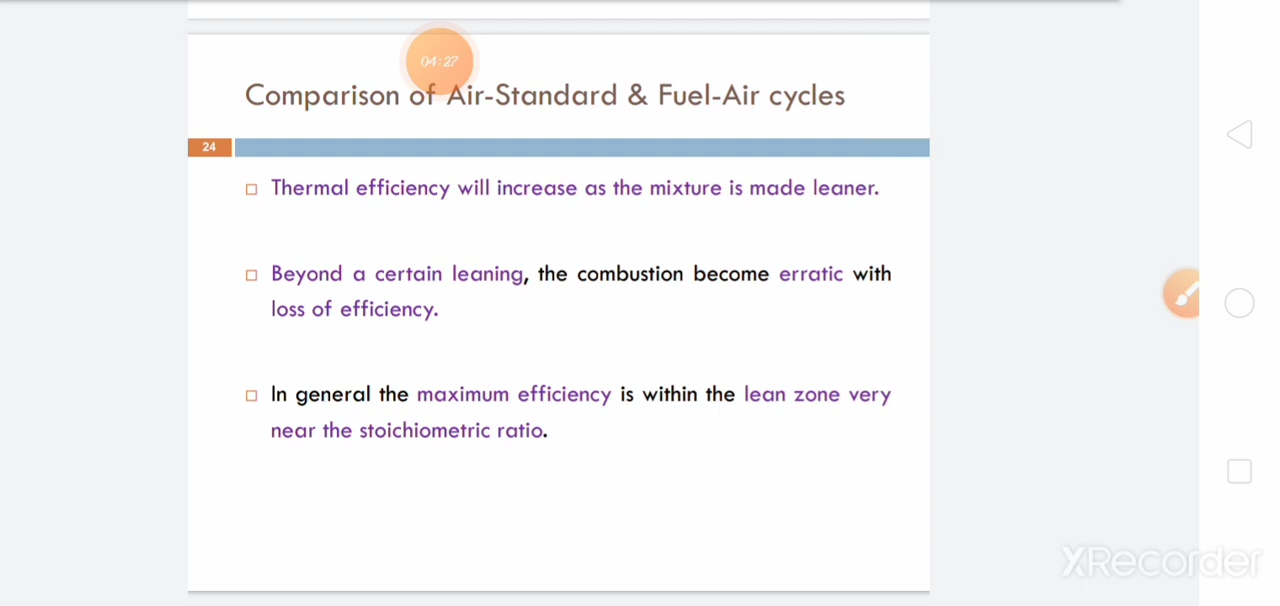 04:27
Comparison of Air-Standard & Fuel-Air cycles
24
Thermal efficiency will increase as the mixture is made leaner.
Beyond a certain leaning, the combustion become erratic with
loss of efficiency.
In general the maximum efficiency is within the lean zone very
near the stoichiometric ratio.
XRecorder